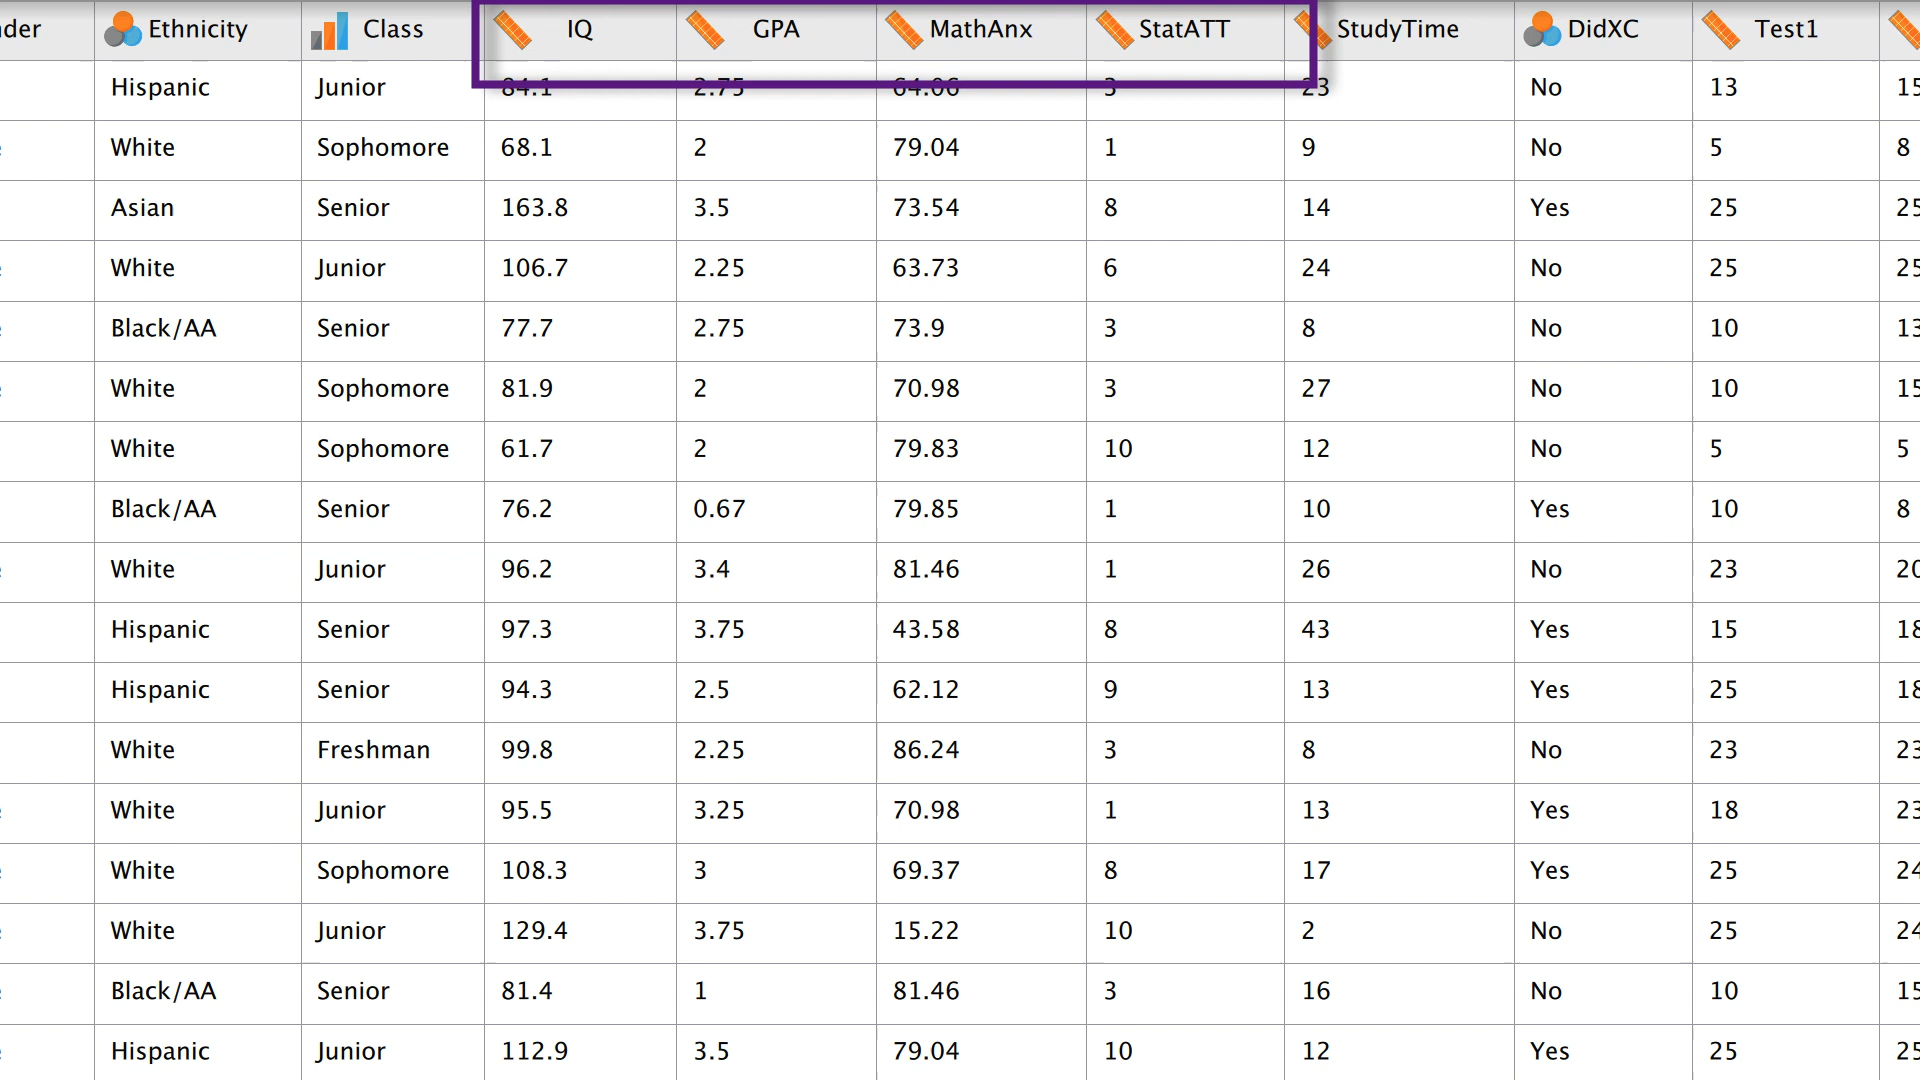 der Ethnicity Class IQ GPA MathAnx StatATT StudyTime DidXC Test1
Hispanic Junior 84.1 2.75 64.06 3 23 No 13 15
White Sophomore 68.1 2 79.04 1 9 No 5 8
Asian Senior 163.8 3.5 73.54 8 14 Yes 25 25
White Junior 106.7 2.25 63.73 6 24 No 25 25
Black/AA Senior 77.7 2.75 73.9 3 8 No 10 13
White Sophomore 81.9 2 70.98 3 27 No 10 15
White Sophomore 61.7 2 79.83 10 12 No 5 5
Black/AA Senior 76.2 0.67 79.85 1 10 Yes 10 8
White Junior 96.2 3.4 81.46 1 26 No 23 20
Hispanic Senior 97.3 3.75 43.58 8 43 Yes 15 18
Hispanic Senior 94.3 2.5 62.12 9 13 Yes 25 18
White Freshman 99.8 2.25 86.24 3 8 No 23 23
White Junior 95.5 3.25 70.98 1 13 Yes 18 23
White Sophomore 108.3 3 69.37 8 17 Yes 25 24
White Junior 129.4 3.75 15.22 10 2 No 25 24
Black/AA Senior 81.4 1 81.46 3 16 No 10 15
Hispanic Junior 112.9 3.5 79.04 10 12 Yes 25 25